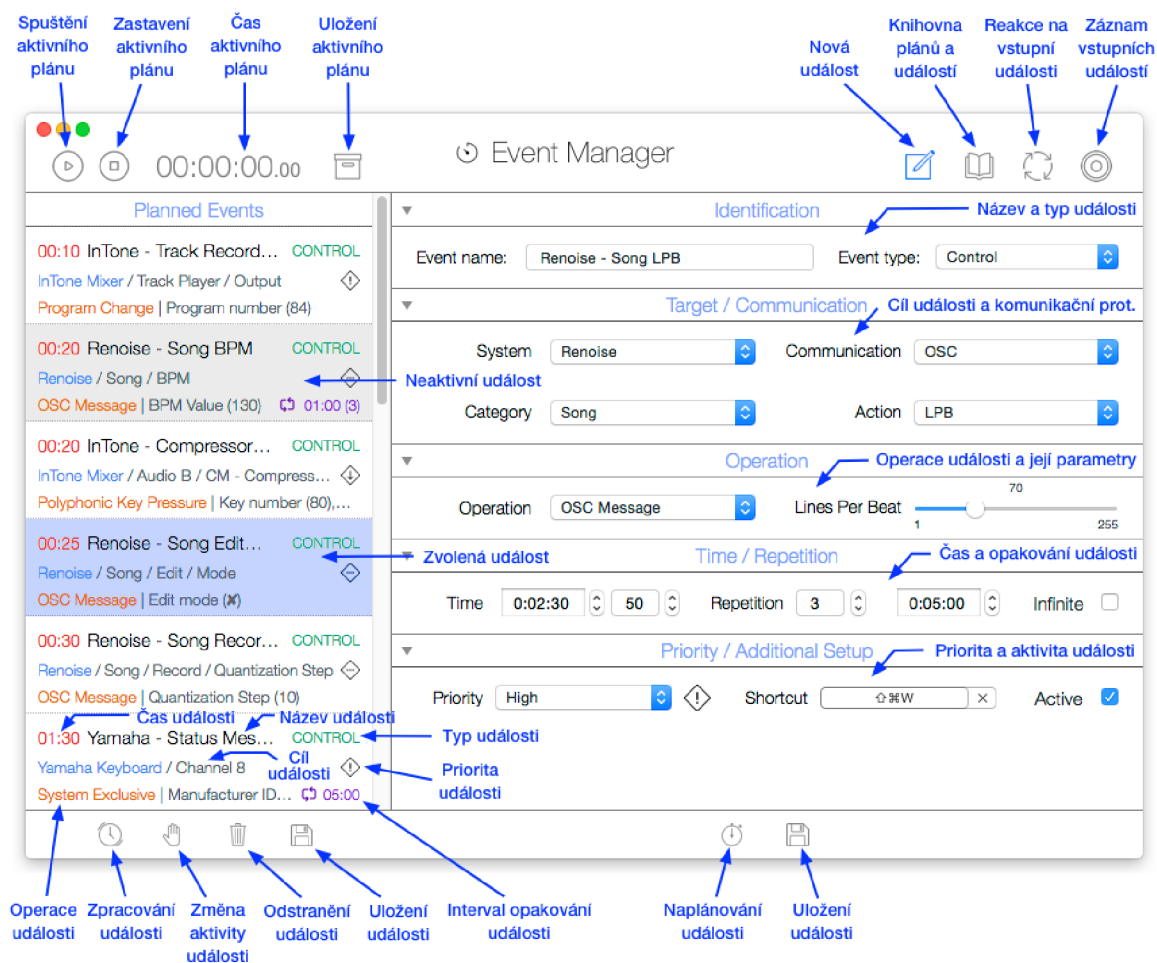 Spuštění
aktivního
plánu
Zastavení
aktivního
plánu
Čas
aktivního
plánu
Uložení
aktivního
plánu
Nová
událost
Knihovna
plánů a
událostí
Reakce na
vstupní
události
Záznam
vstupních
událostí
00:00:00.00
Event Manager
Planned Events
00:10 InTone - Track Record... CONTROL
InTone Mixer / Track Player / Output
Program Change | Program number (84)
00:20 Renoise - Song BPM CONTROL
Renoise / Song / BPM
OSC Message | BPM Value (130) 01:00 (3)
Neaktivní událost
00:20 InTone - Compressor... CONTROL
InTone Mixer / Audio B / CM - Compress...
Polyphonic Key Pressure | Key number (80),...
00:25 Renoise - Song Edit... CONTROL
Renoise / Song / Edit / Mode
OSC Message | Edit mode (✘)
Zvolená událost
00:30 Renoise - Song Recor... CONTROL
Renoise / Song / Record / Quantization Step
OSC Message | Quantization Step (10)
Čas události
Název události
01:30 Yamaha - Status Mes... CONTROL
Typ události
Yamaha Keyboard / Channel 8
Cíl
události
Priorita
události
System Exclusive | Manufacturer ID... 05:00
Identification
Název a typ události
Event name: Renoise - Song LPB
Event type: Control
Target / Communication
Cíl události a komunikační prot.
System Renoise
Communication OSC
Category Song
Action LPB
Operation
Operace události a její parametry
Operation OSC Message
Lines Per Beat
70
1
255
Time / Repetition
Čas a opakování události
Time 0:02:30 50
Repetition 3 0:05:00
Infinite
Priority / Additional Setup
Priorita a aktivita události
Priority High
Shortcut ⇧⌘W ✕
Active
Operace
události
Zpracování
události
Změna
aktivity
události
Odstranění
události
Uložení
události
Interval opakování
události
Naplánování
události
Uložení
události